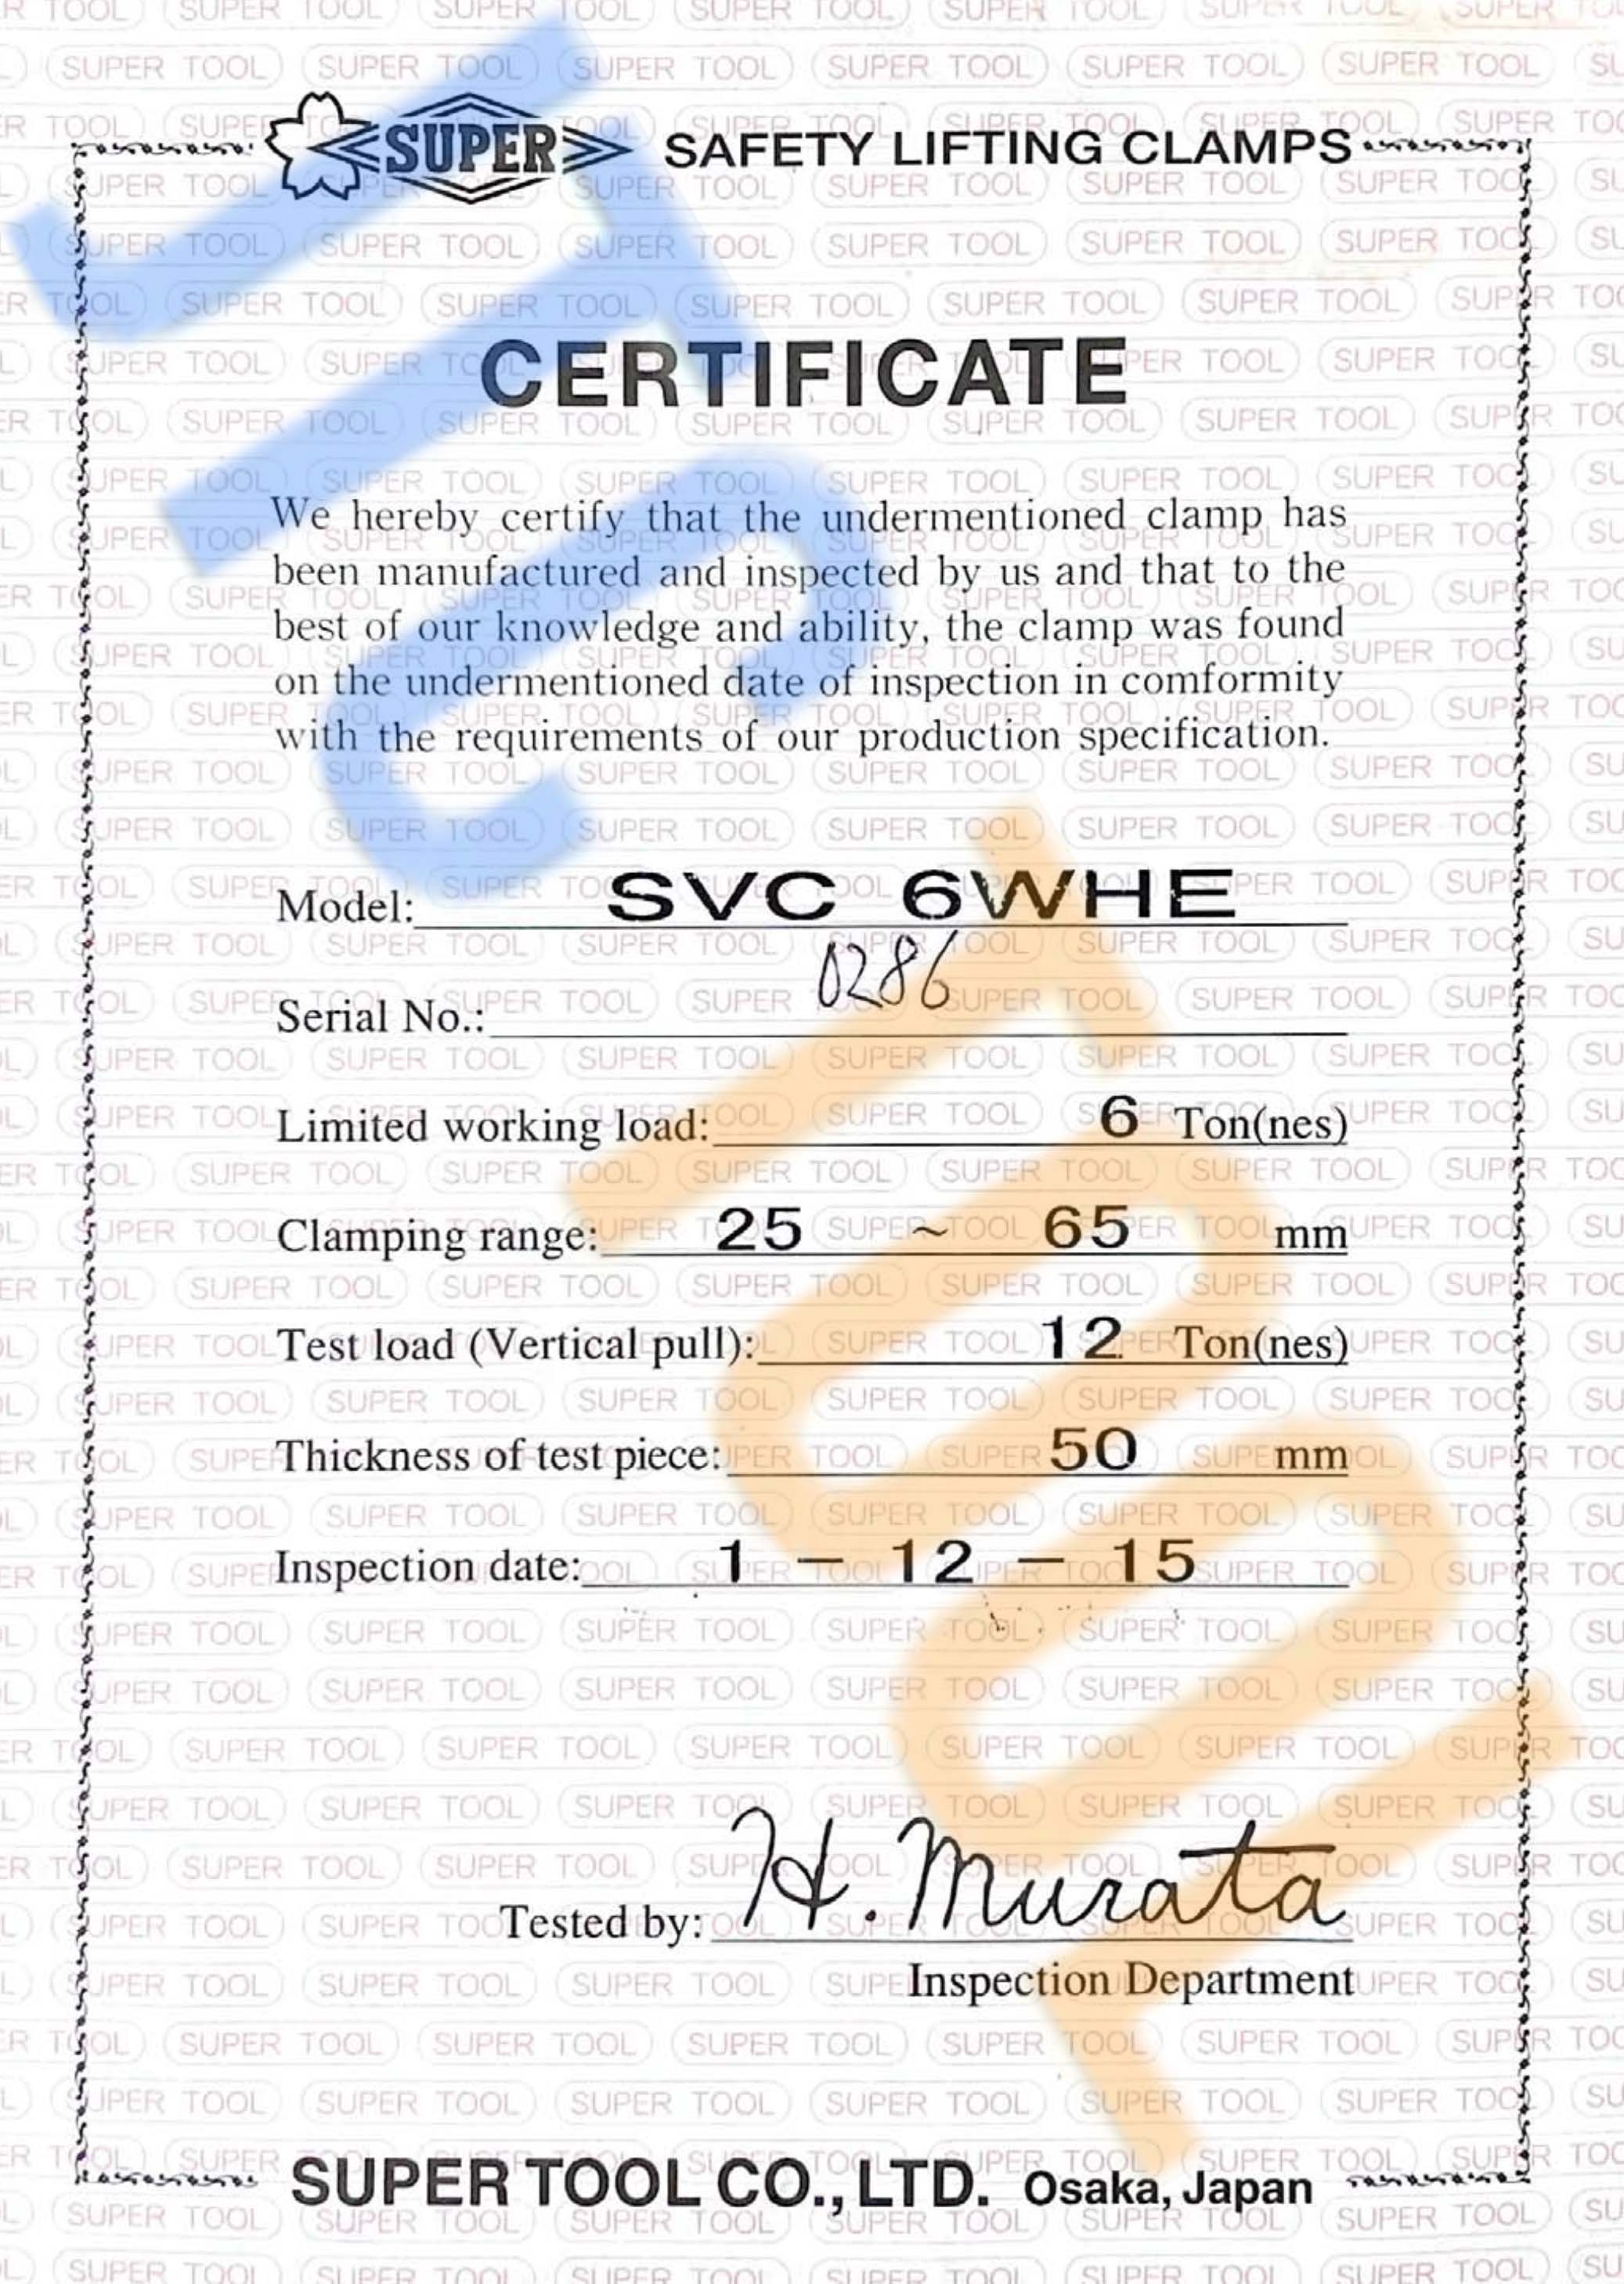 SUPER SAFETY LIFTING CLAMPS
CERTIFICATE
We hereby certify that the undermentioned clamp has
been manufactured and inspected by us and that to the
best of our knowledge and ability, the clamp was found
on the undermentioned date of inspection in comformity
with the requirements of our production specification.
Model: SVC 6WHE
Serial No.: 0286
Limited working load: 6 Ton(nes)
Clamping range: 25 ~ 65 mm
Test load (Vertical pull): 12 Ton(nes)
Thickness of test piece: 50 mm
Inspection date: 1 - 12 - 15
Tested by: H. Murata
Inspection Department
SUPER TOOL CO., LTD. Osaka, Japan